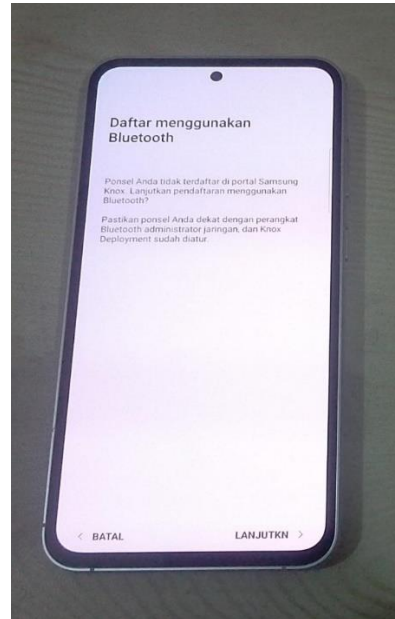 Daftar menggunakan
Bluetooth
Ponsel Anda tidak terdaftar di portal Samsung
Knox. Lanjutkan pendaftaran menggunakan
Bluetooth?
Pastikan ponsel Anda dekat dengan perangkat
Bluetooth administrator jaringan, dan Knox
Deployment sudah diatur.
< BATAL
LANJUTKN >